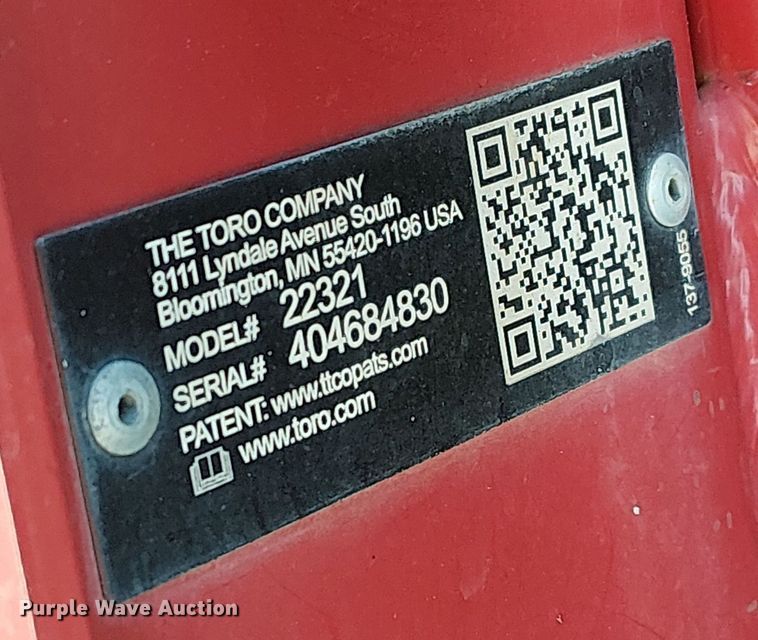 THE TORO COMPANY
8111 Lyndale Avenue South
Bloomington, MN 55420-1196 USA
MODEL# 22321
SERIAL# 404684830
PATENT: www.ttcopats.com
www.toro.com
137-9055
Purple Wave Auction